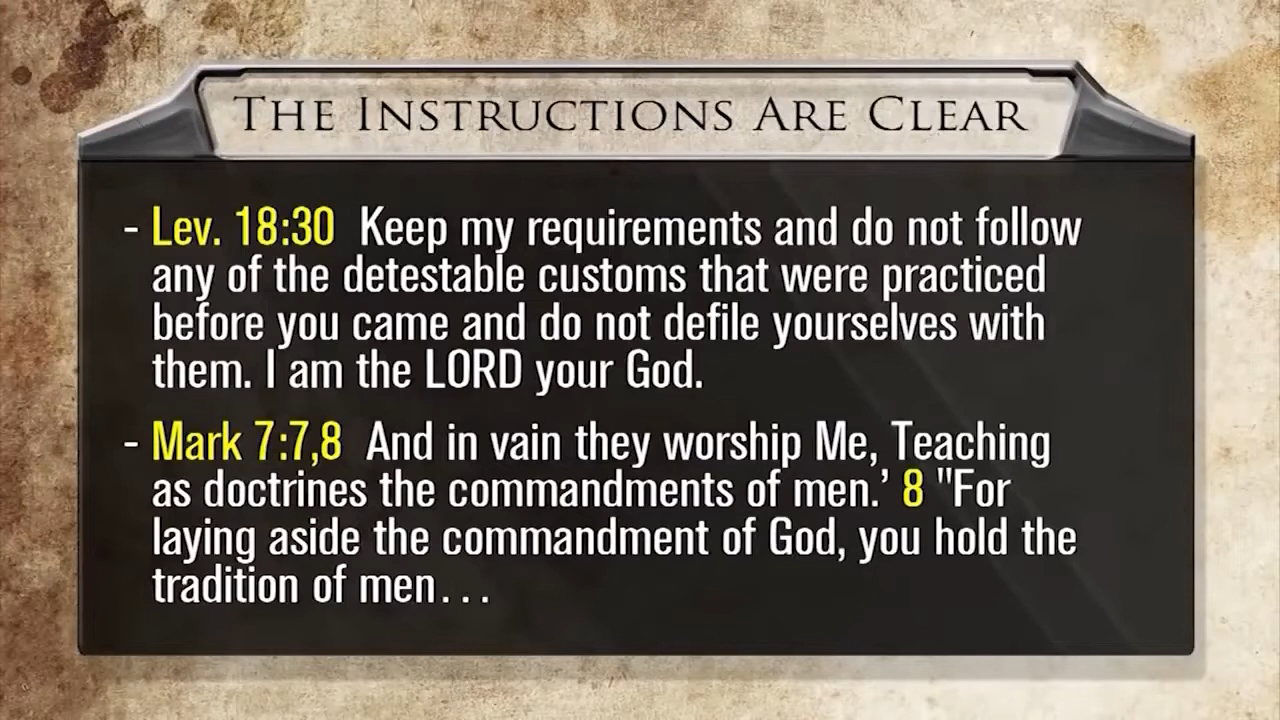 THE INSTRUCTIONS ARE CLEAR
- Lev. 18:30 Keep my requirements and do not follow
any of the detestable customs that were practiced
before you came and do not defile yourselves with
them. I am the LORD your God.
- Mark 7:7,8 And in vain they worship Me, Teaching
as doctrines the commandments of men.’ 8 "For
laying aside the commandment of God, you hold the
tradition of men...